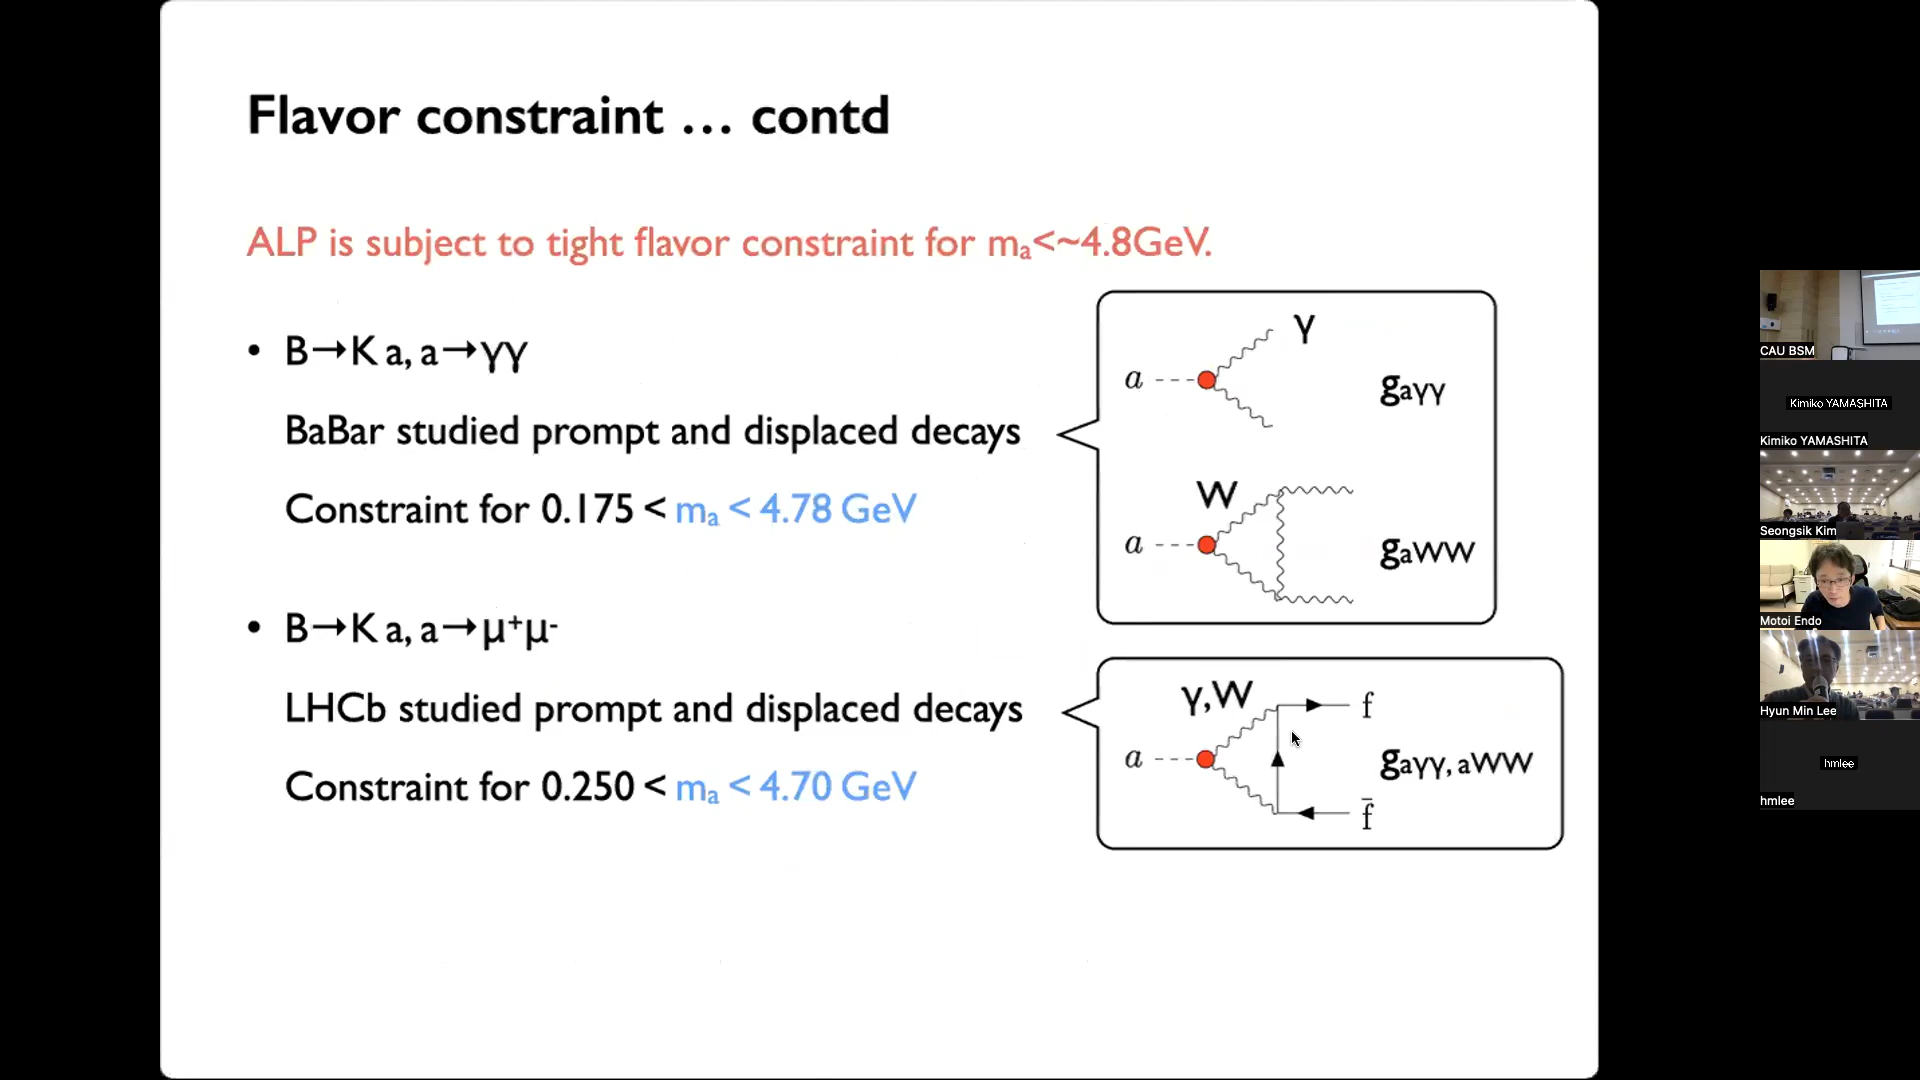 Flavor constraint … contd
ALP is subject to tight flavor constraint for mₐ<~4.8GeV.
• B→K a, a→γγ
BaBar studied prompt and displaced decays
Constraint for 0.175 < mₐ < 4.78 GeV
• B→K a, a→μ⁺μ⁻
LHCb studied prompt and displaced decays
Constraint for 0.250 < mₐ < 4.70 GeV
γ
a
gaγγ
W
a
gaWW
γ,W
f
a
gaγγ, aWW
f̄
CAU BSM
Kimiko YAMASHITA
Kimiko YAMASHITA
Seongsik Kim
Motoi Endo
Hyun Min Lee
hmlee
hmlee